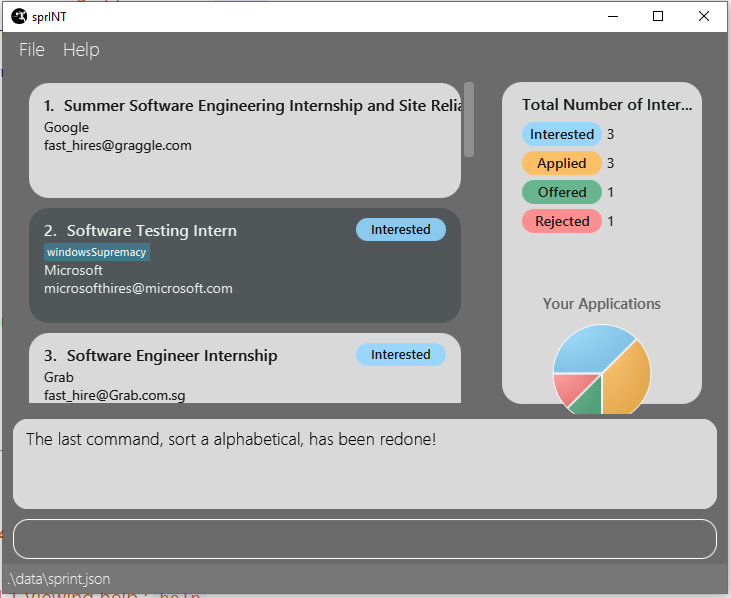 sprINT
File Help
1. Summer Software Engineering Internship and Site Relia
Google
fast_hires@graggle.com
2. Software Testing Intern
Interested
windowsSupremacy
Microsoft
microsofthires@microsoft.com
3. Software Engineer Internship
Interested
Grab
fast_hire@Grab.com.sg
Total Number of Inter...
Interested 3
Applied 3
Offered 1
Rejected 1
Your Applications
The last command, sort a alphabetical, has been redone!
.\data\sprint.json